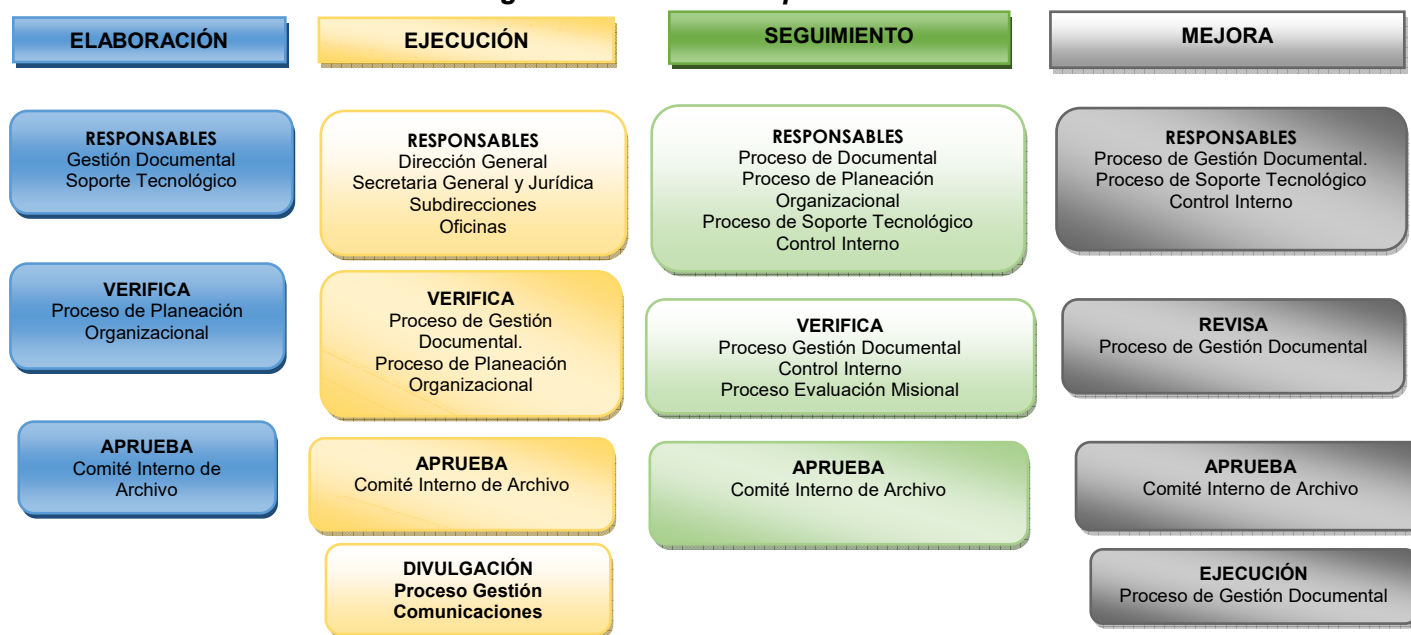 ELABORACIÓN
RESPONSABLES
Gestión Documental
Soporte Tecnológico
VERIFICA
Proceso de Planeación
Organizacional
APRUEBA
Comité Interno de
Archivo
EJECUCIÓN
RESPONSABLES
Dirección General
Secretaria General y Jurídica
Subdirecciones
Oficinas
VERIFICA
Proceso de Gestión
Documental.
Proceso de Planeación
Organizacional
APRUEBA
Comité Interno de Archivo
DIVULGACIÓN
Proceso Gestión
Comunicaciones
SEGUIMIENTO
RESPONSABLES
Proceso de Documental
Proceso de Planeación
Organizacional
Proceso de Soporte Tecnológico
Control Interno
VERIFICA
Proceso Gestión Documental
Control Interno
Proceso Evaluación Misional
APRUEBA
Comité Interno de Archivo
MEJORA
RESPONSABLES
Proceso de Gestión Documental.
Proceso de Soporte Tecnológico
Control Interno
REVISA
Proceso de Gestión Documental
APRUEBA
Comité Interno de Archivo
EJECUCIÓN
Proceso de Gestión Documental